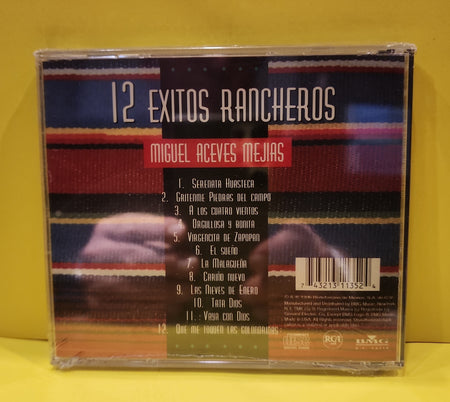 12 EXITOS RANCHEROS
MIGUEL ACEVES MEJIAS
1. SERENATA HUASTECA
2. GRITENME PIEDRAS DEL CAMPO
3. A LOS CUATRO VIENTOS
4. ORGULLOSA Y BONITA
5. VIRGENCITA DE ZAPOPAN
6. EL SUEÑO
7. LA MALAGUEÑA
8. CARIÑO NUEVO
9. LAS NIEVES DE ENERO
10. TATA DIOS
11. VAYA CON DIOS
12. QUE ME TOQUEN LAS GOLONDRINAS
7 43213 11352 4
RCA
BMG